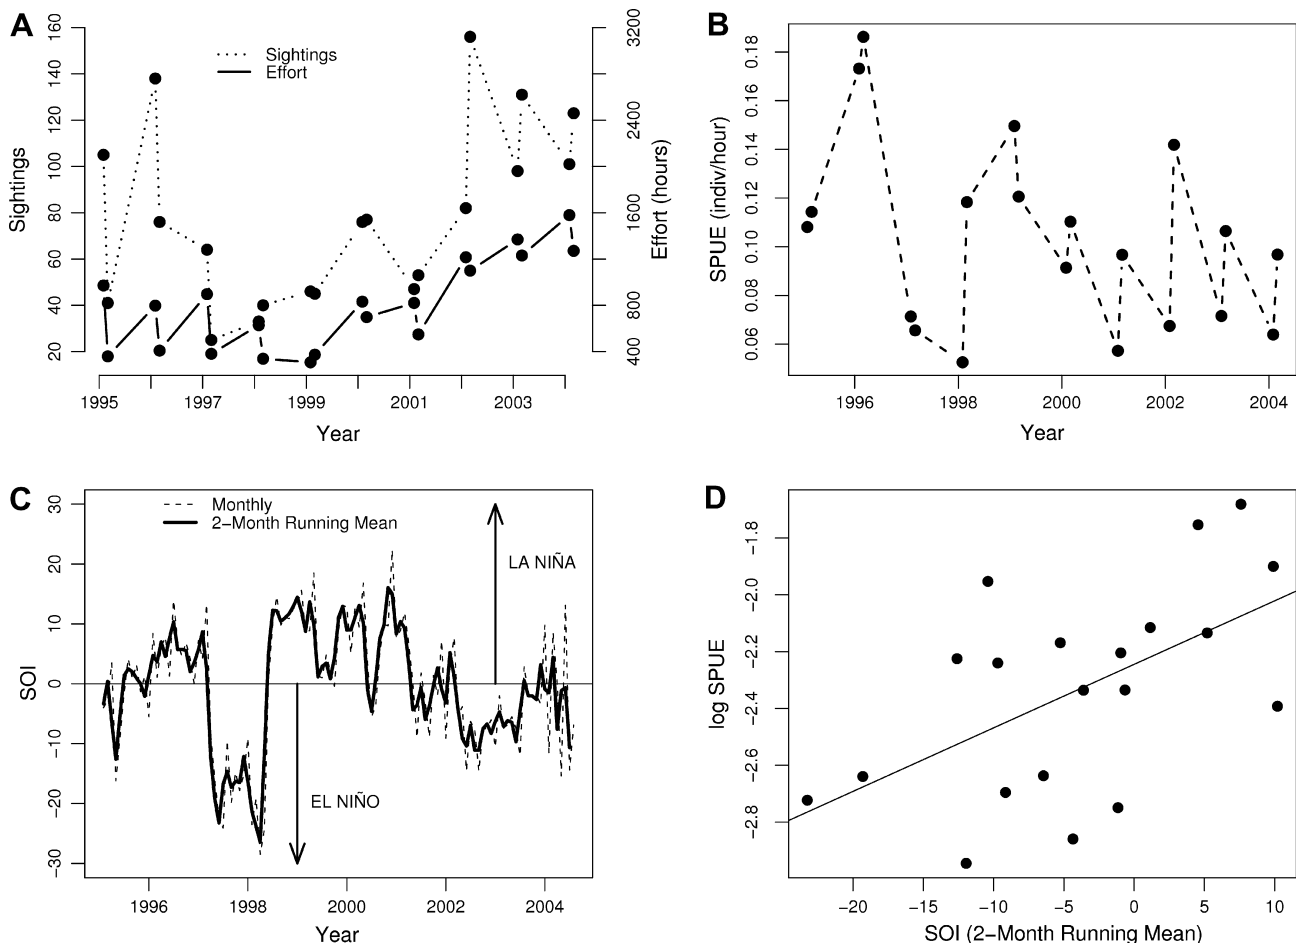 A
160
140
120
100
80
60
40
20
Sightings
Sightings
Effort
3200
2400
1600
800
400
Effort (hours)
1995
1997
1999
2001
2003
Year
B
0.18
0.16
0.14
0.12
0.10
0.08
0.06
SPUE (indiv/hour)
1996
1998
2000
2002
2004
Year
C
30
20
10
0
−10
−20
−30
SOI
Monthly
2−Month Running Mean
LA NIÑA
EL NIÑO
1996
1998
2000
2002
2004
Year
D
−1.8
−2.0
−2.2
−2.4
−2.6
−2.8
log SPUE
−20
−15
−10
−5
0
5
10
SOI (2−Month Running Mean)